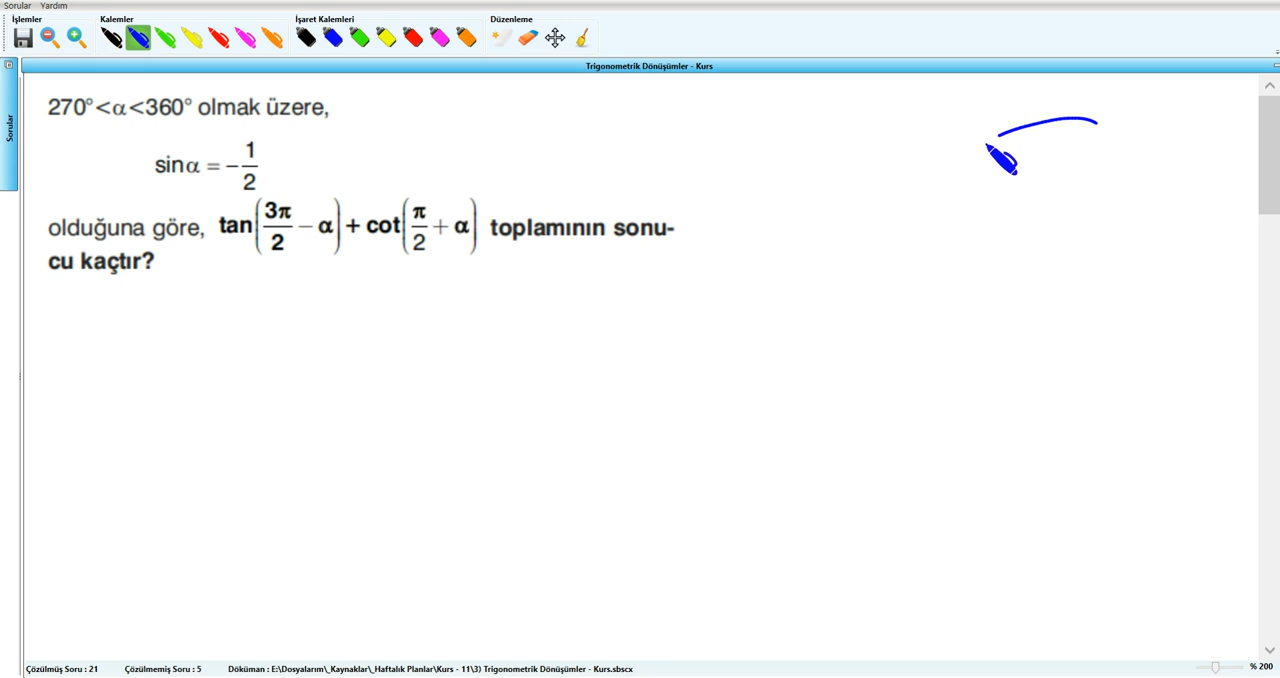 Sorular Yardım
İşlemler Kalemler İşaret Kalemleri Düzenleme
Trigonometrik Dönüşümler - Kurs
Sorular
270°<α<360° olmak üzere,
sinα = -1/2
olduğuna göre, tan(3π/2 - α) + cot(π/2 + α) toplamının sonu-
cu kaçtır?
Çözülmüş Soru : 21 Çözülmemiş Soru : 5 Döküman : E:\Dosyalarım\_Kaynaklar\_Haftalık Planlar\Kurs - 11\3) Trigonometrik Dönüşümler - Kurs.sbscx % 200